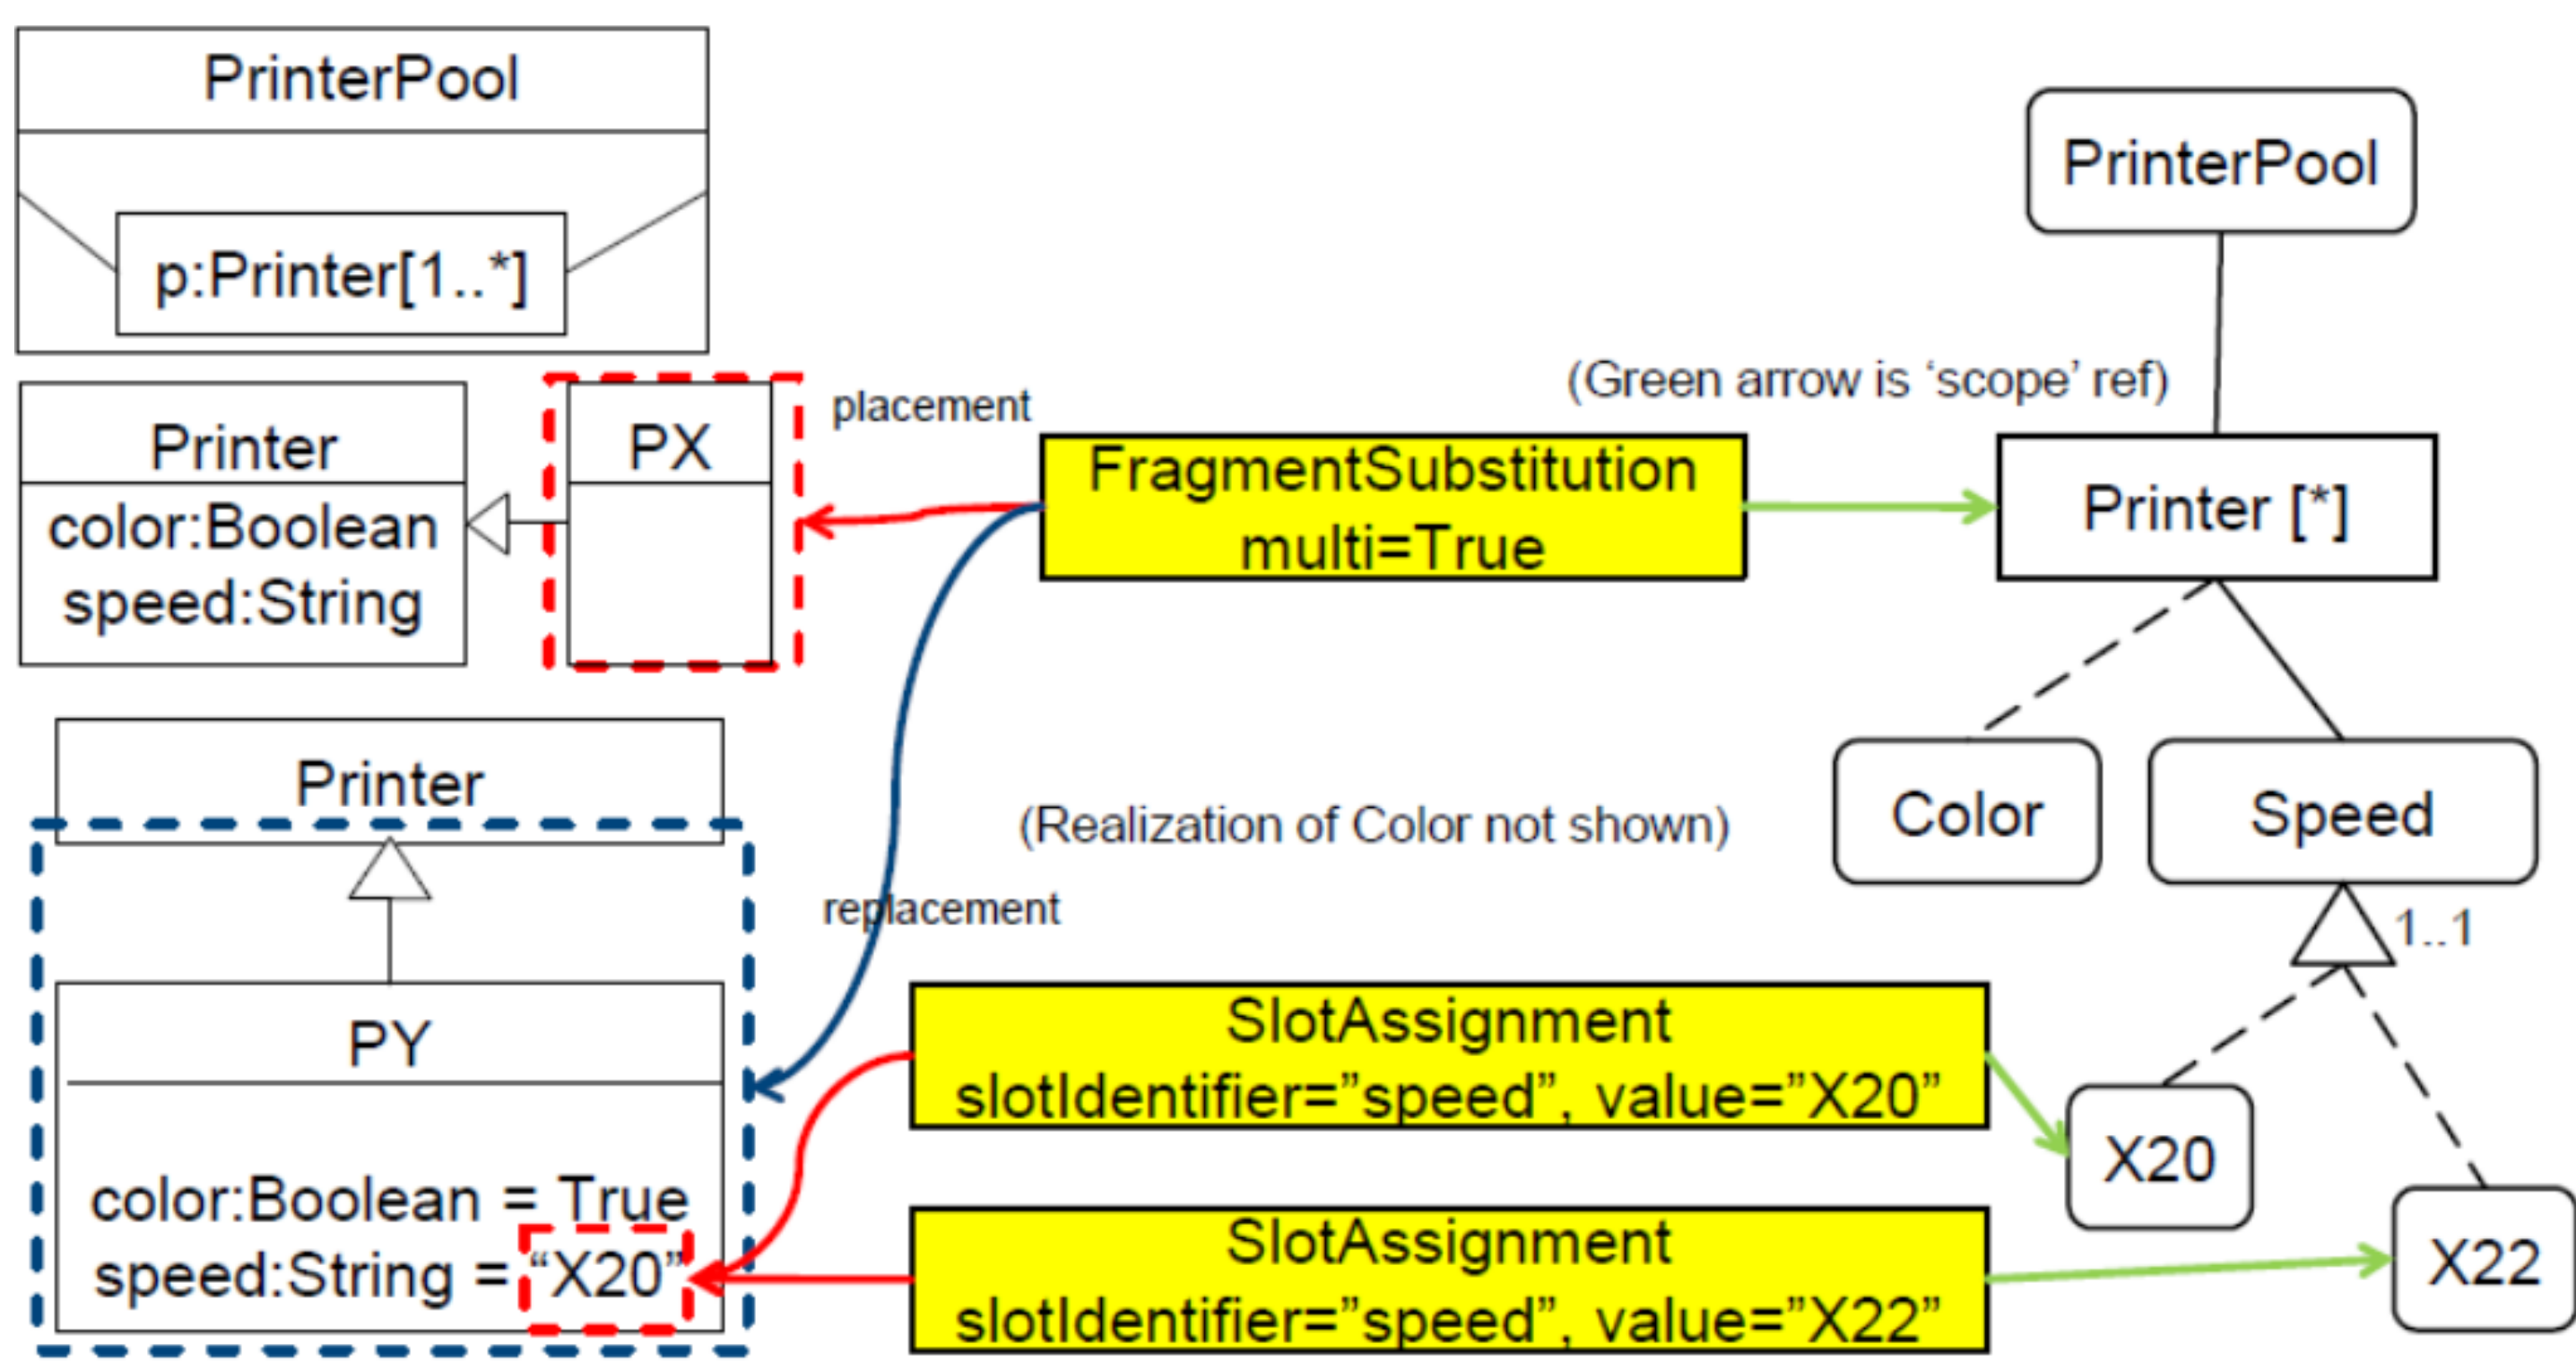 PrinterPool
p:Printer[1..*]
Printer
color:Boolean
speed:String
PX
placement
FragmentSubstitution
multi=True
(Green arrow is ‘scope’ ref)
PrinterPool
Printer [*]
Color
Speed
1..1
X20
X22
(Realization of Color not shown)
replacement
Printer
PY
color:Boolean = True
speed:String = “X20”
SlotAssignment
slotIdentifier=”speed”, value=”X20”
SlotAssignment
slotIdentifier=”speed”, value=”X22”